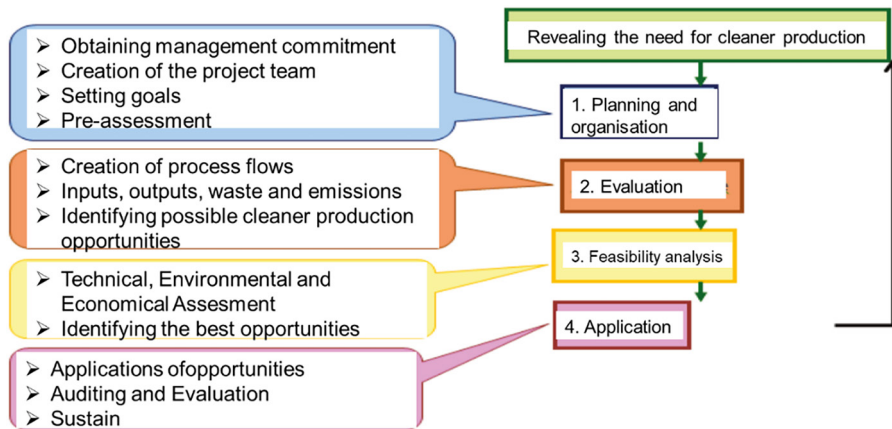 Revealing the need for cleaner production
Obtaining management commitment
Creation of the project team
Setting goals
Pre-assessment
1. Planning and
organisation
Creation of process flows
Inputs, outputs, waste and emissions
Identifying possible cleaner production
opportunities
2. Evaluation
Technical, Environmental and
Economical Assesment
Identifying the best opportunities
3. Feasibility analysis
4. Application
Applications ofopportunities
Auditing and Evaluation
Sustain